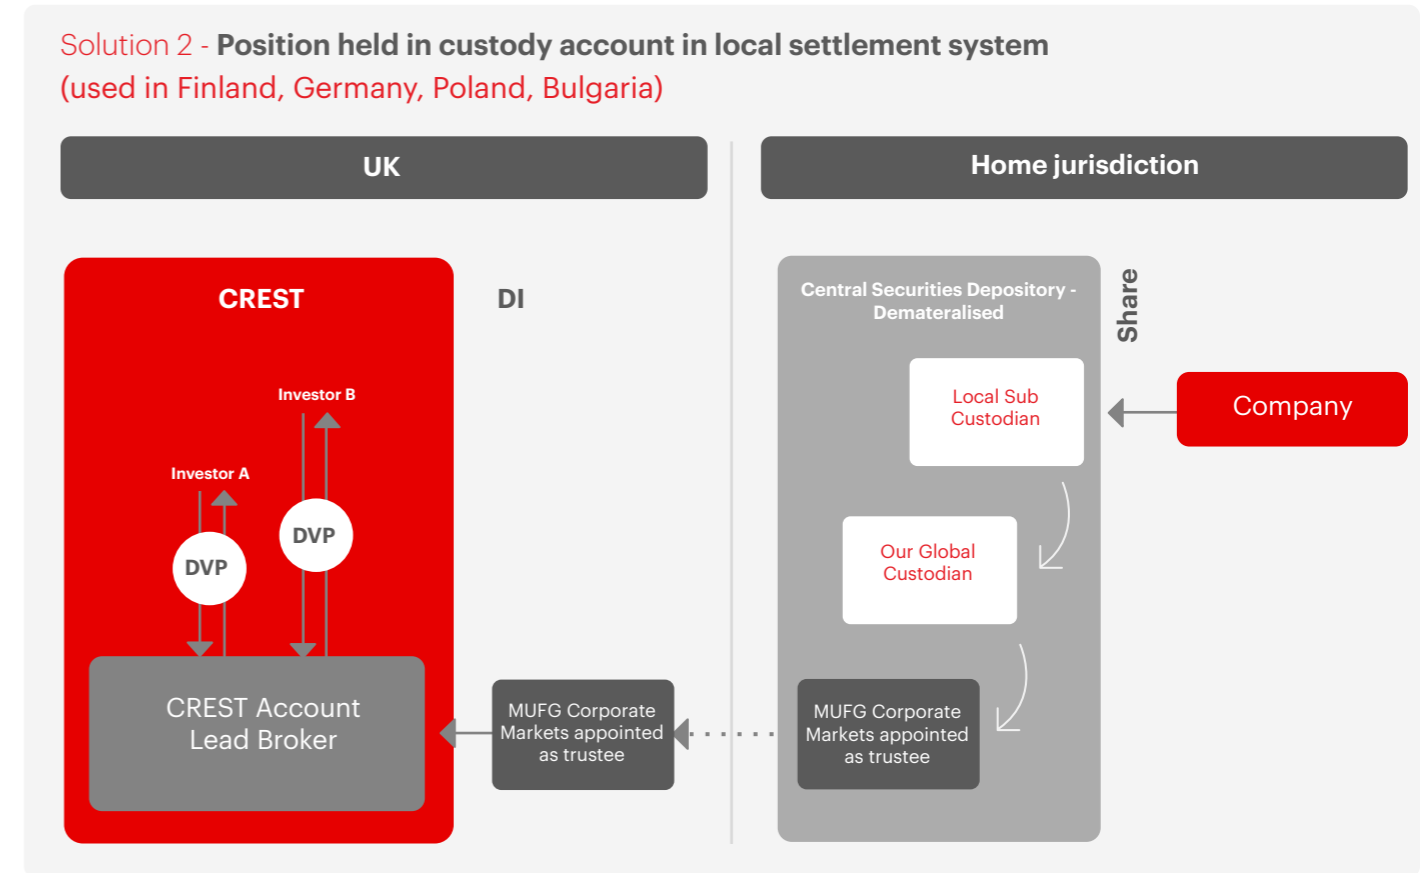 Solution 2 - Position held in custody account in local settlement system
(used in Finland, Germany, Poland, Bulgaria)
UK
Home jurisdiction
CREST
DI
Investor B
Investor A
DVP
DVP
CREST Account
Lead Broker
MUFG Corporate
Markets appointed
as trustee
Central Securities Depository -
Demateralised
Share
Local Sub
Custodian
Company
Our Global
Custodian
MUFG Corporate
Markets appointed
as trustee